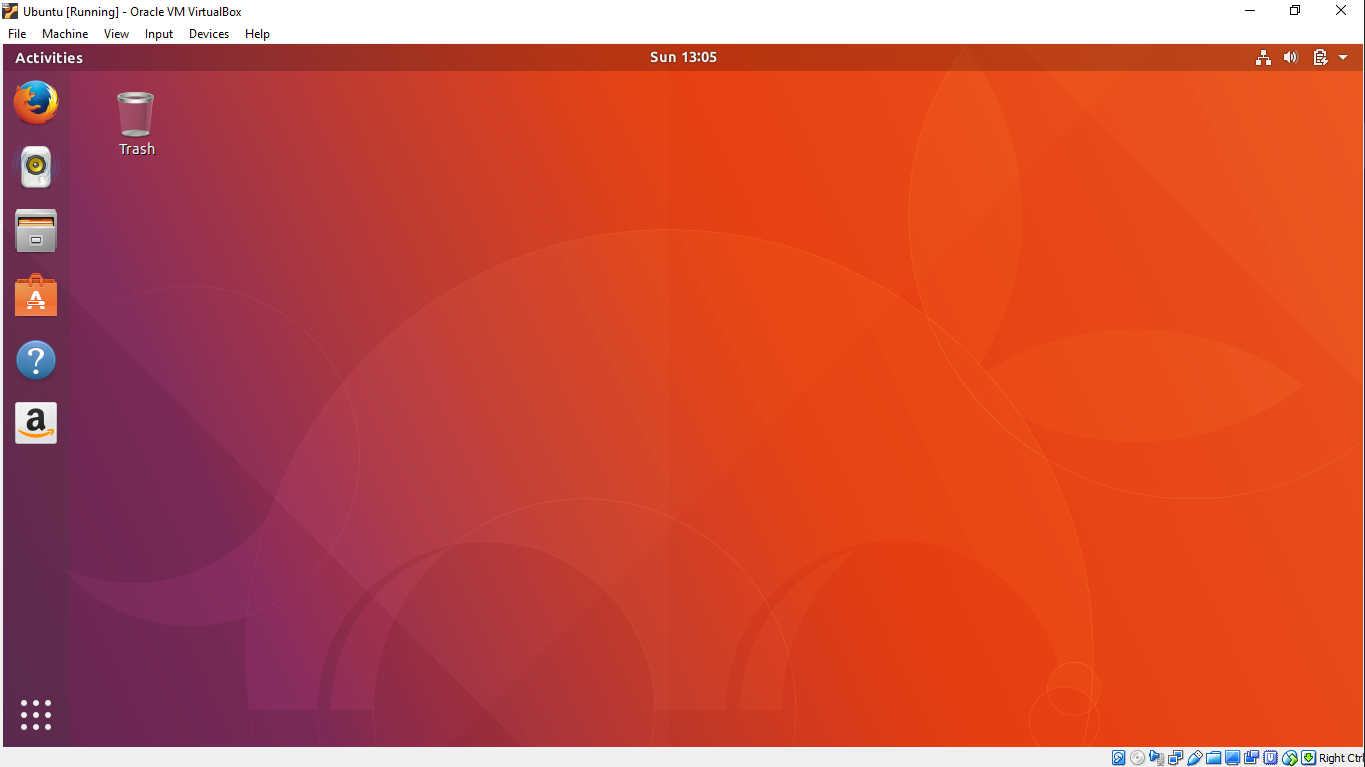 Ubuntu [Running] - Oracle VM VirtualBox
File Machine View Input Devices Help
Activities Sun 13:05
Trash
A
?
a
Right Ctrl